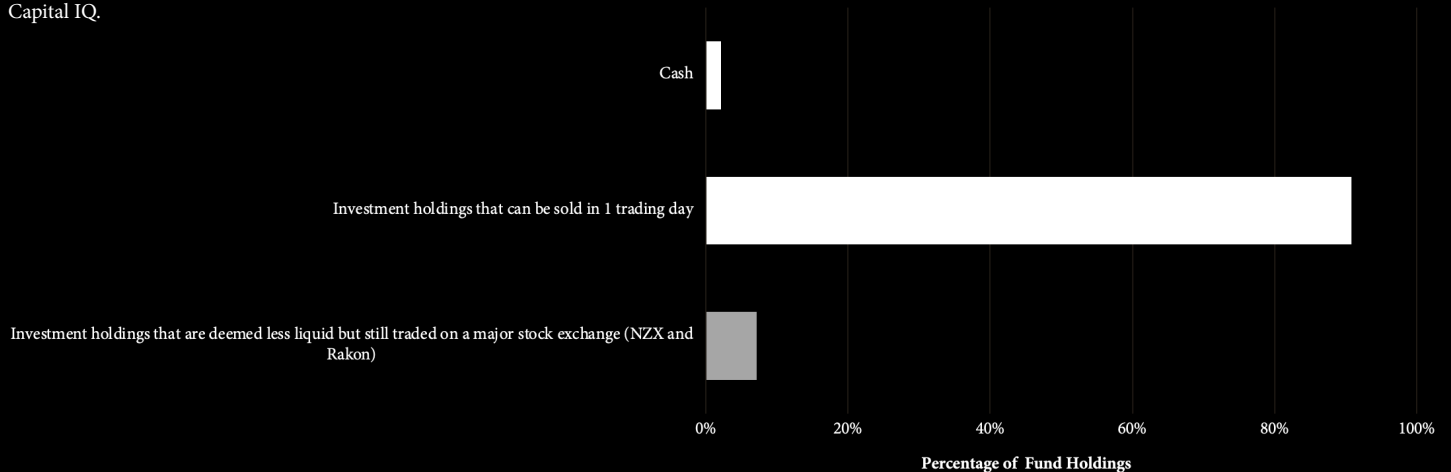 Capital IQ.
Cash
Investment holdings that can be sold in 1 trading day
Investment holdings that are deemed less liquid but still traded on a major stock exchange (NZX and
Rakon)
0%
20%
40%
60%
80%
100%
Percentage of Fund Holdings